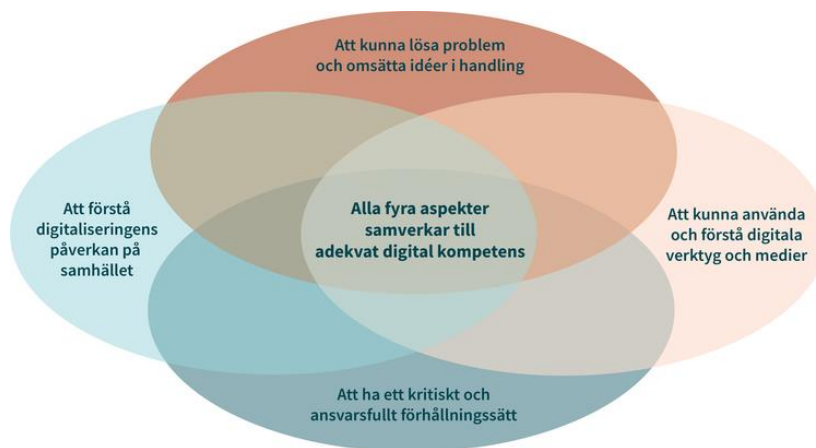 Att kunna lösa problem
och omsätta idéer i handling
Att förstå
digitaliseringens
påverkan på
samhället
Alla fyra aspekter
samverkar till
adekvat digital kompetens
Att kunna använda
och förstå digitala
verktyg och medier
Att ha ett kritiskt och
ansvarsfullt förhållningssätt